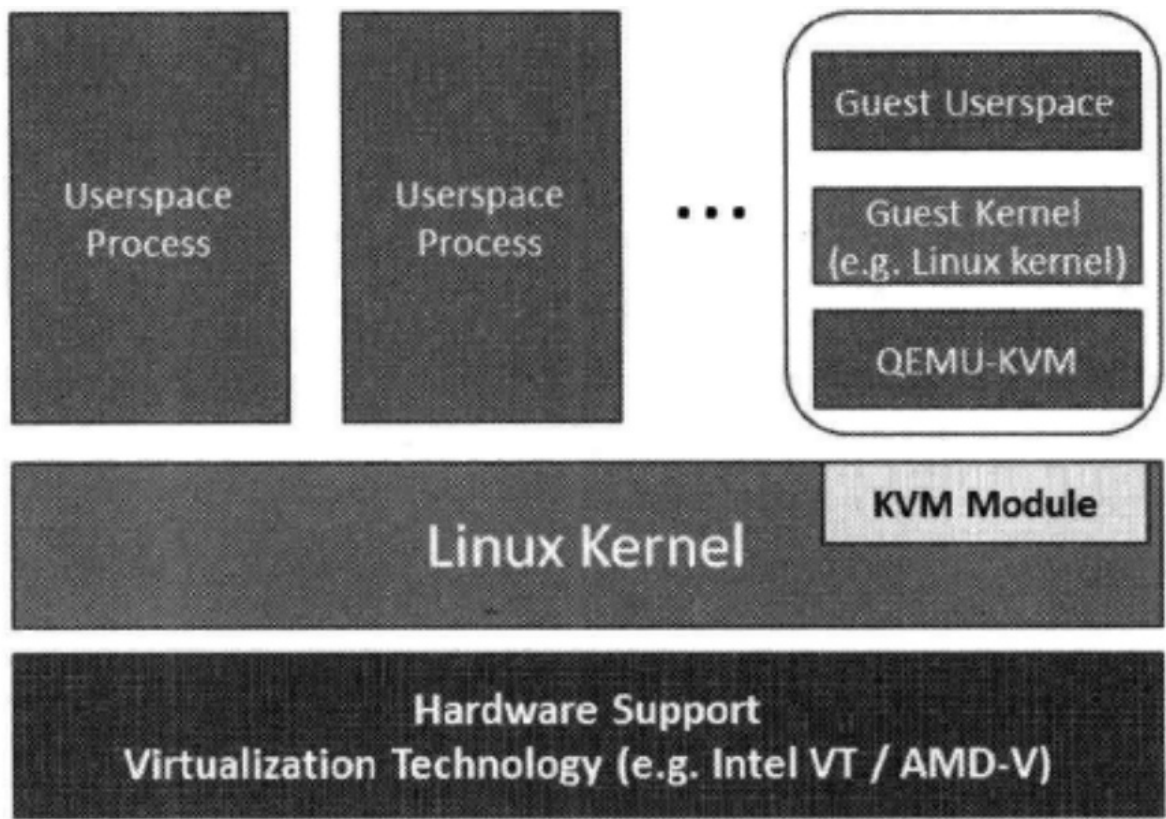 Userspace
Process
Userspace
Process
...
Guest Userspace
Guest Kernel
(e.g. Linux kernel)
QEMU-KVM
KVM Module
Linux Kernel
Hardware Support
Virtualization Technology (e.g. Intel VT / AMD-V)